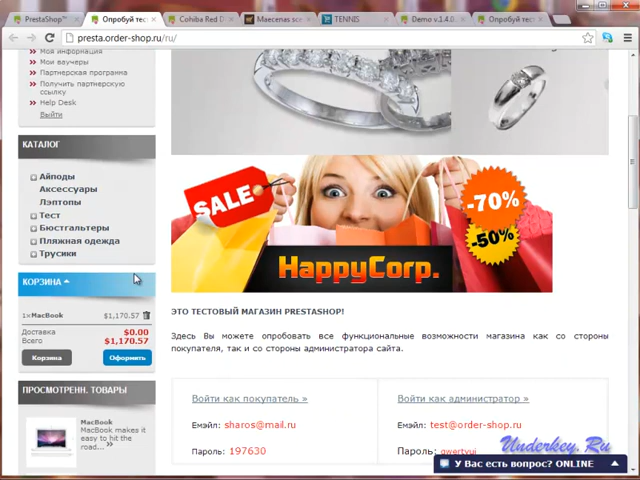 PrestaShop™
Опробуй тес
Cohiba Red D
Maecenas sce
TENNIS
Demo v.1.4.0
Опробуй тес
presta.order-shop.ru/ru/
Моя информация
Мои ваучеры
Партнерская программа
Получить партнерскую
ссылку
Help Desk
Выйти
КАТАЛОГ
Айподы
Аксессуары
Лэптопы
Тест
Бюстгальтеры
Пляжная одежда
Трусики
КОРЗИНА
1×MacBook $1,170.57
Доставка $0.00
Всего $1,170.57
Корзина Оформить
ПРОСМОТРЕНН. ТОВАРЫ
MacBook
MacBook makes it
easy to hit the
road...
SALE
-70%
-50%
HappyCorp.
ЭТО ТЕСТОВЫЙ МАГАЗИН PRESTASHOP!
Здесь Вы можете опробовать все функциональные возможности магазина как со стороны
покупателя, так и со стороны администратора сайта.
Войти как покупатель »
Емэйл: sharos@mail.ru
Пароль: 197630
Войти как администратор »
Емэйл: test@order-shop.ru
Пароль: qwertyui
Underkey.Ru
У Вас есть вопрос? ONLINE